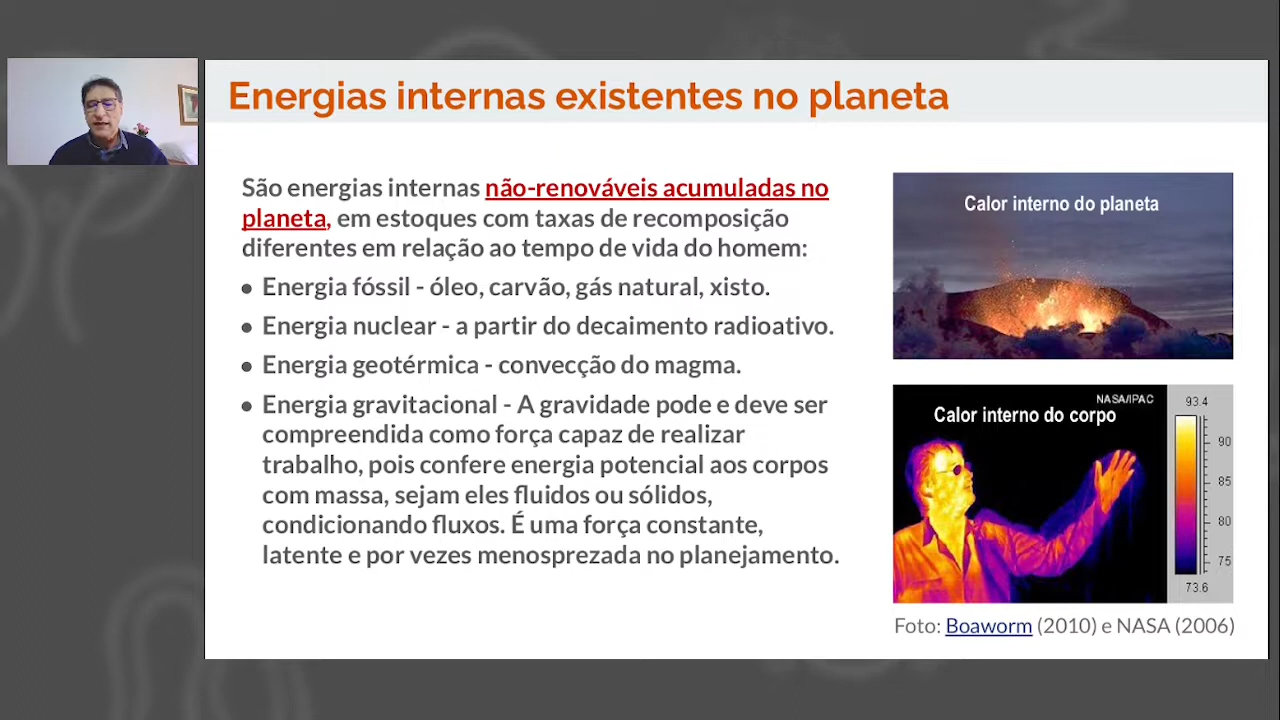 Energias internas existentes no planeta
São energias internas não-renováveis acumuladas no
planeta, em estoques com taxas de recomposição
diferentes em relação ao tempo de vida do homem:
● Energia fóssil - óleo, carvão, gás natural, xisto.
● Energia nuclear - a partir do decaimento radioativo.
● Energia geotérmica - convecção do magma.
● Energia gravitacional - A gravidade pode e deve ser
compreendida como força capaz de realizar
trabalho, pois confere energia potencial aos corpos
com massa, sejam eles fluidos ou sólidos,
condicionando fluxos. É uma força constante,
latente e por vezes menosprezada no planejamento.
Calor interno do planeta
NASA/IPAC
Calor interno do corpo
93.4
90
85
80
75
73.6
Foto: Boaworm (2010) e NASA (2006)